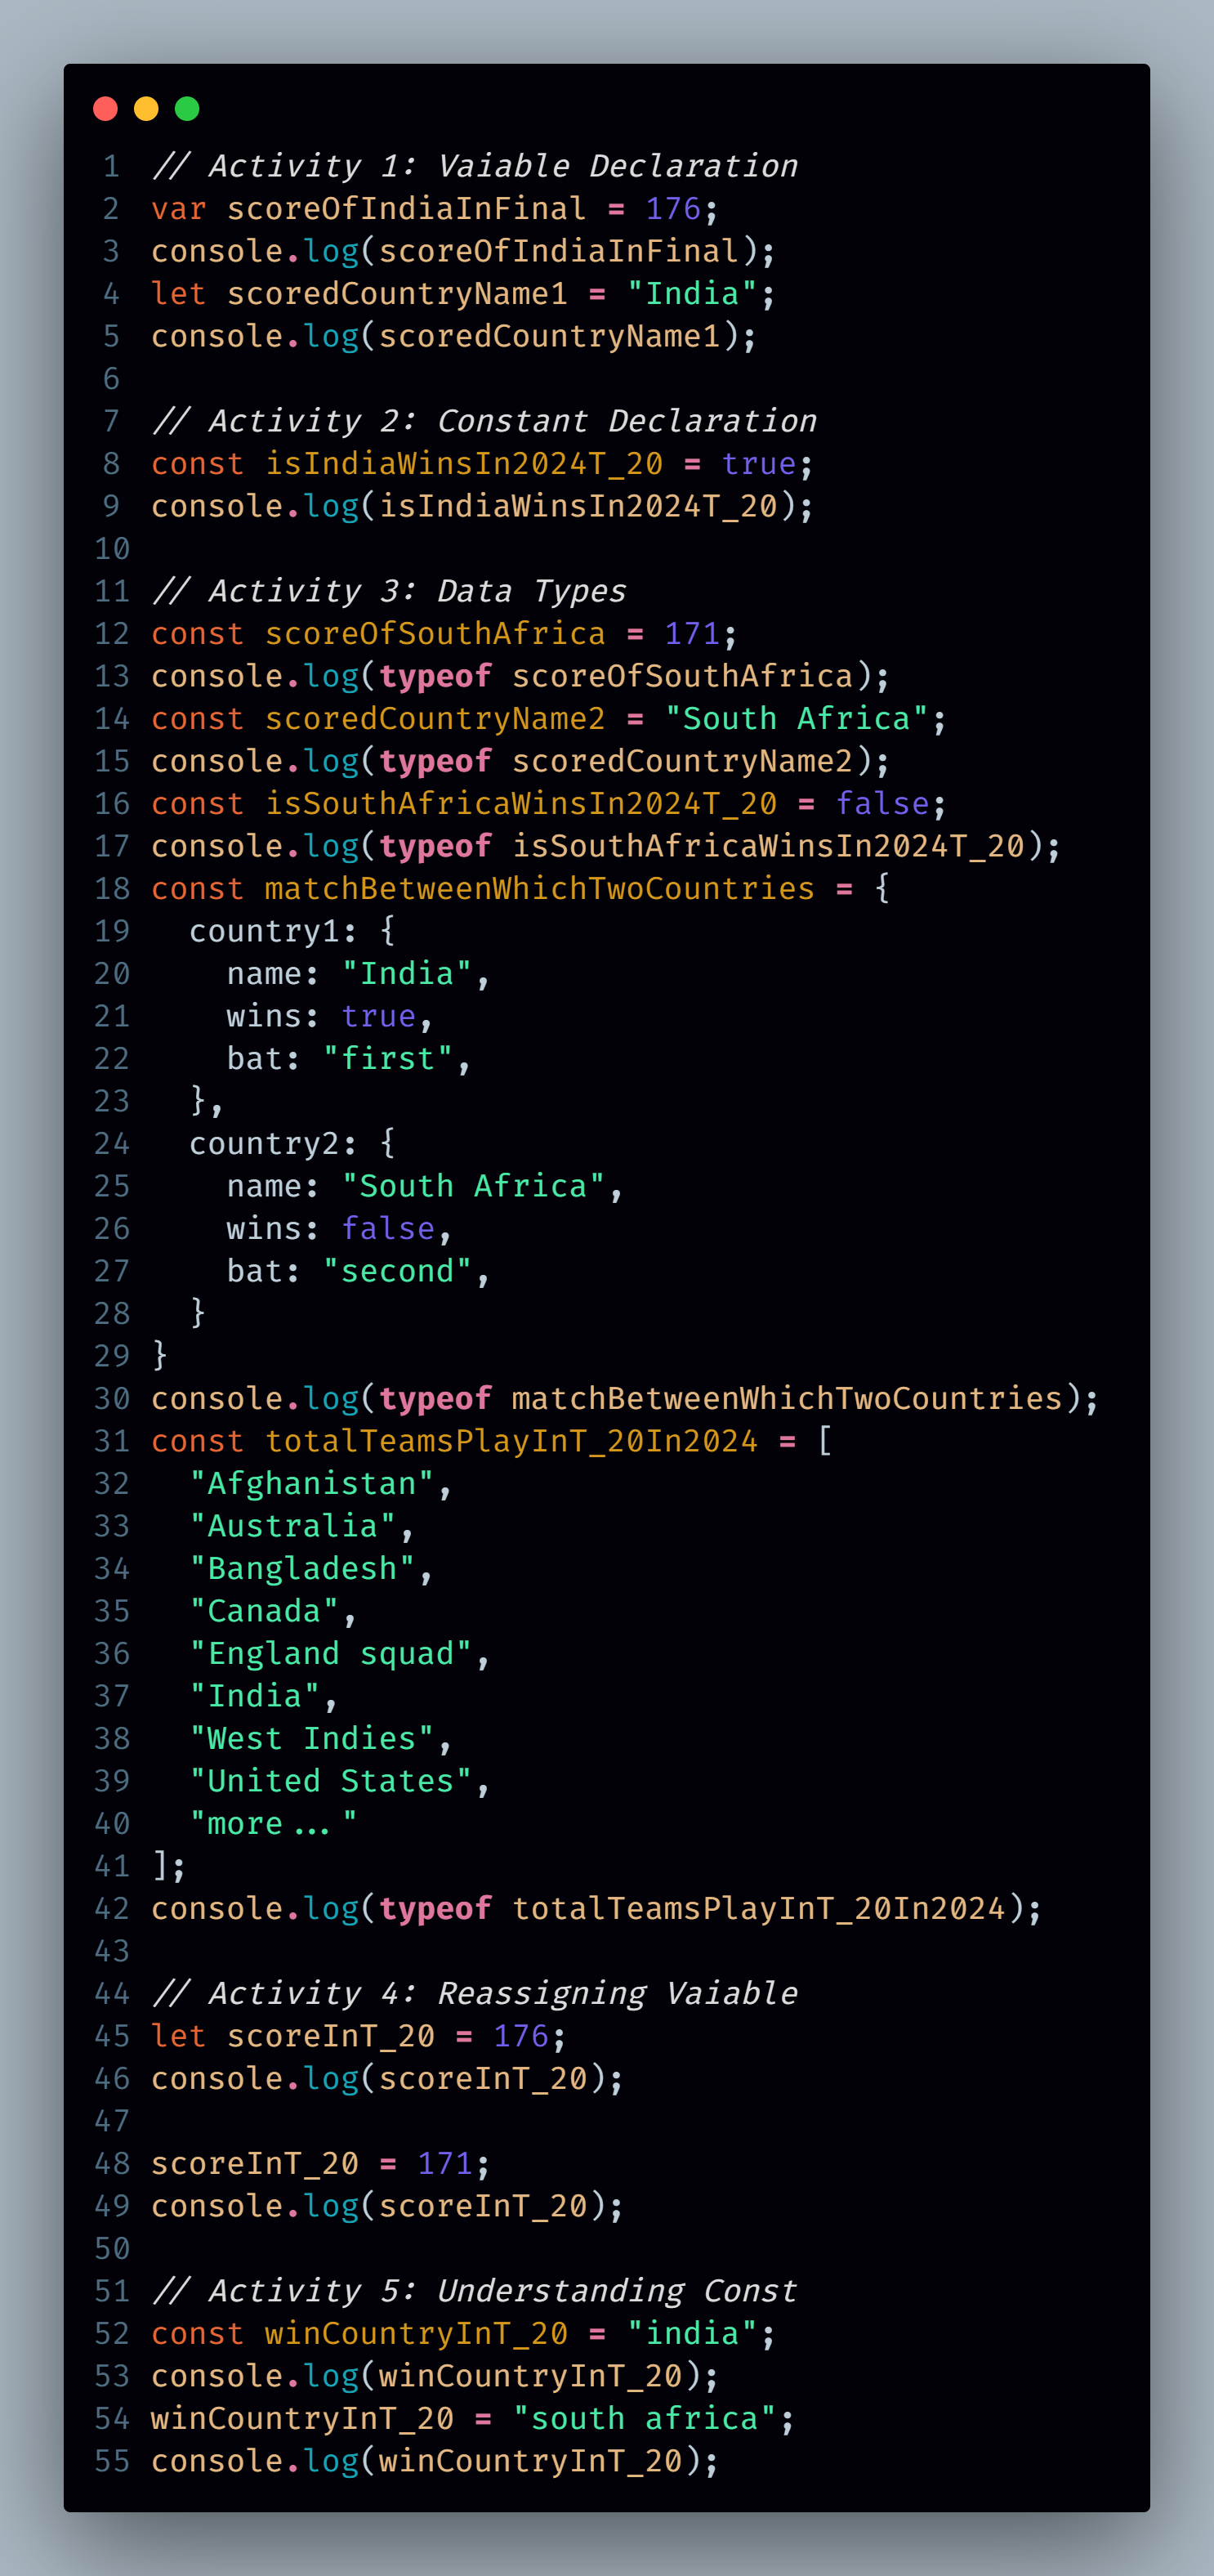 1 // Activity 1: Vaiable Declaration
2 var scoreOfIndiaInFinal = 176;
3 console.log(scoreOfIndiaInFinal);
4 let scoredCountryName1 = "India";
5 console.log(scoredCountryName1);
6
7 // Activity 2: Constant Declaration
8 const isIndiaWinsIn2024T_20 = true;
9 console.log(isIndiaWinsIn2024T_20);
10
11 // Activity 3: Data Types
12 const scoreOfSouthAfrica = 171;
13 console.log(typeof scoreOfSouthAfrica);
14 const scoredCountryName2 = "South Africa";
15 console.log(typeof scoredCountryName2);
16 const isSouthAfricaWinsIn2024T_20 = false;
17 console.log(typeof isSouthAfricaWinsIn2024T_20);
18 const matchBetweenWhichTwoCountries = {
19   country1: {
20     name: "India",
21     wins: true,
22     bat: "first",
23   },
24   country2: {
25     name: "South Africa",
26     wins: false,
27     bat: "second",
28   }
29 }
30 console.log(typeof matchBetweenWhichTwoCountries);
31 const totalTeamsPlayInT_20In2024 = [
32   "Afghanistan",
33   "Australia",
34   "Bangladesh",
35   "Canada",
36   "England squad",
37   "India",
38   "West Indies",
39   "United States",
40   "more..."
41 ];
42 console.log(typeof totalTeamsPlayInT_20In2024);
43
44 // Activity 4: Reassigning Vaiable
45 let scoreInT_20 = 176;
46 console.log(scoreInT_20);
47
48 scoreInT_20 = 171;
49 console.log(scoreInT_20);
50
51 // Activity 5: Understanding Const
52 const winCountryInT_20 = "india";
53 console.log(winCountryInT_20);
54 winCountryInT_20 = "south africa";
55 console.log(winCountryInT_20);